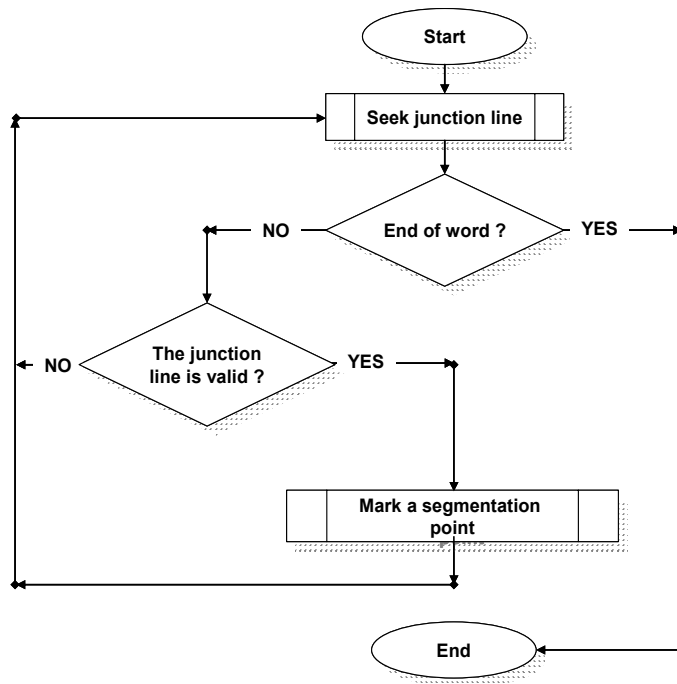 Start
Seek junction line
End of word ?
NO
YES
The junction
line is valid ?
NO
YES
Mark a segmentation
point
End